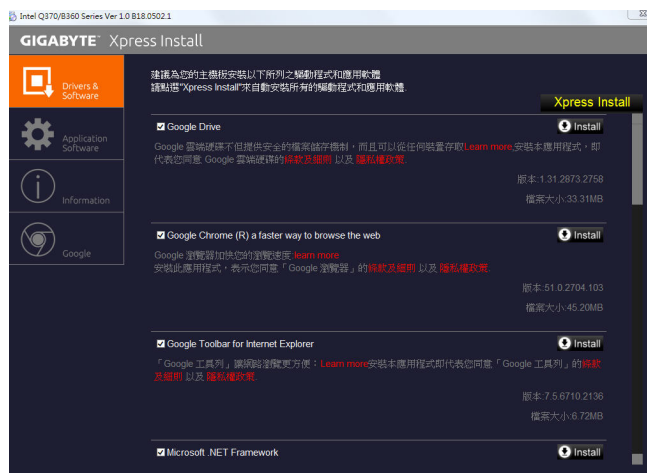 Intel Q370/B360 Series Ver 1.0 B18.0502.1
GIGABYTE™ Xpress Install
Drivers &
Software
Application
Software
Information
Google
建議為您的主機板安裝以下所列之驅動程式和應用軟體
請點選"Xpress Install"來自動安裝所有的驅動程式和應用軟體.
Xpress Install
Google Drive
Install
Google 雲端硬碟不但提供安全的檔案儲存機制，而且可以從任何裝置存取Learn more,安裝本應用程式，即
代表您同意 Google 雲端硬碟的條款及細則 以及 隱私權政策.
版本:1.31.2873.2758
檔案大小:33.31MB
Google Chrome (R) a faster way to browse the web
Install
Google 瀏覽器加快您的瀏覽速度 learn more
安裝此應用程式，表示您同意「Google 瀏覽器」的條款及細則 以及 隱私權政策.
版本:51.0.2704.103
檔案大小:45.20MB
Google Toolbar for Internet Explorer
Install
「Google 工具列」讓網路瀏覽更方便：Learn more安裝本應用程式即代表您同意「Google 工具列」的條款
及細則 以及 隱私權政策.
版本:7.5.6710.2136
檔案大小:6.72MB
Microsoft .NET Framework
Install